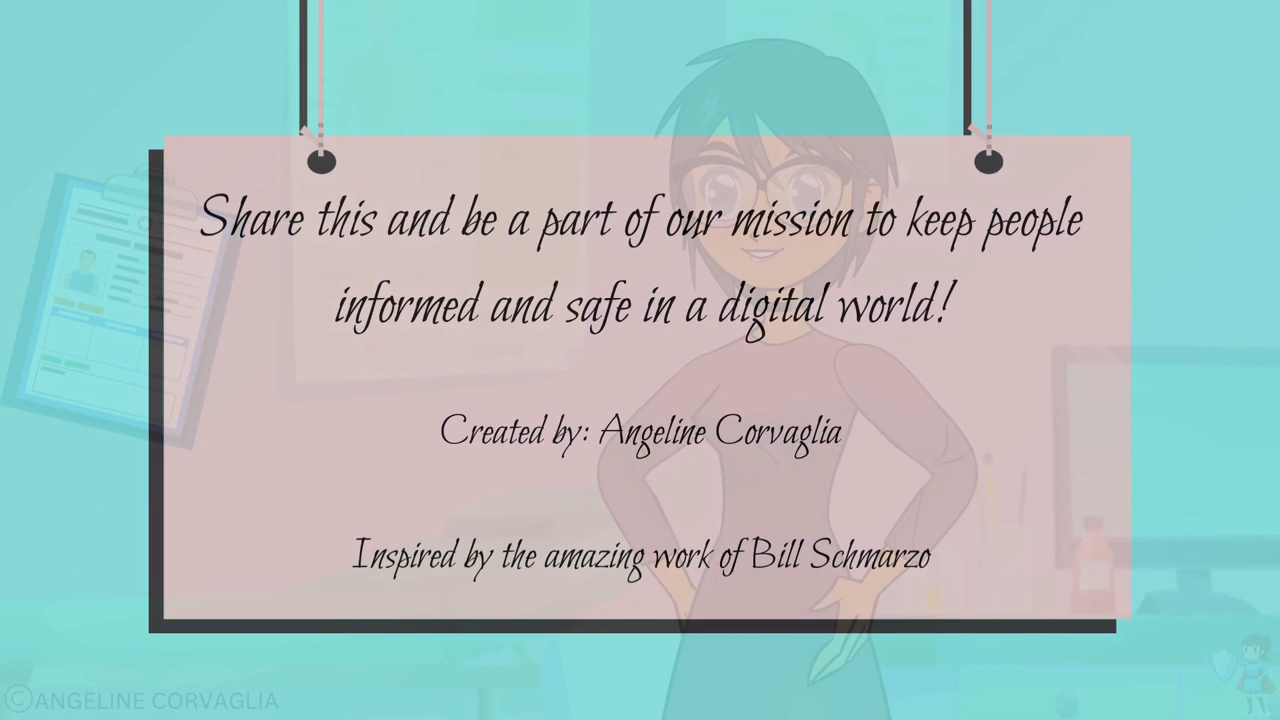 Share this and be a part of our mission to keep people
informed and safe in a digital world!
Created by: Angeline Corvaglia
Inspired by the amazing work of Bill Schmarzo
©ANGELINE CORVAGLIA